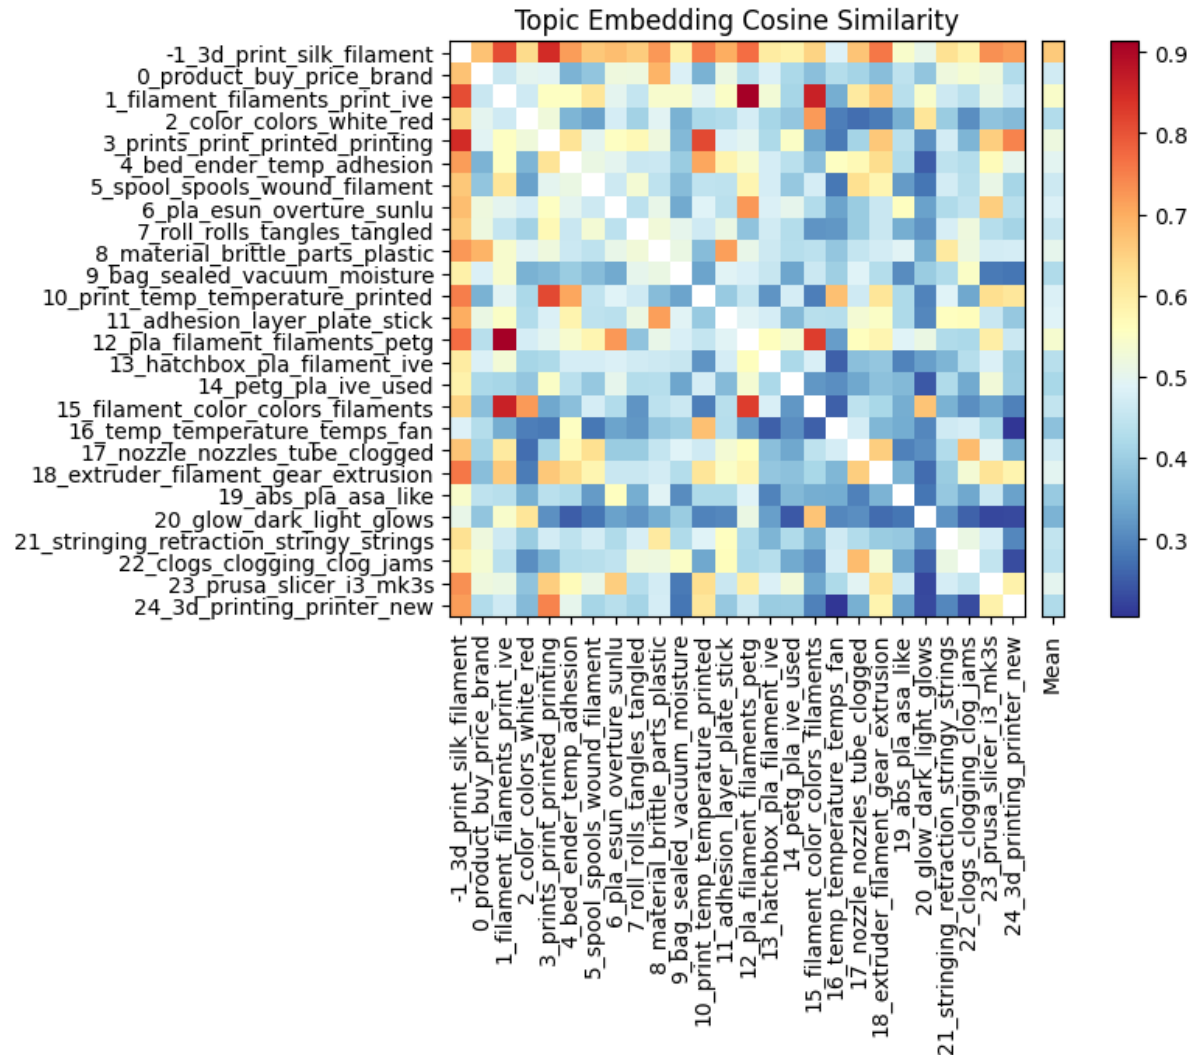 Topic Embedding Cosine Similarity
-1_3d_print_silk_filament
0_product_buy_price_brand
1_filament_filaments_print_ive
2_color_colors_white_red
3_prints_print_printed_printing
4_bed_ender_temp_adhesion
5_spool_spools_wound_filament
6_pla_esun_overture_sunlu
7_roll_rolls_tangles_tangled
8_material_brittle_parts_plastic
9_bag_sealed_vacuum_moisture
10_print_temp_temperature_printed
11_adhesion_layer_plate_stick
12_pla_filament_filaments_petg
13_hatchbox_pla_filament_ive
14_petg_pla_ive_used
15_filament_color_colors_filaments
16_temp_temperature_temps_fan
17_nozzle_nozzles_tube_clogged
18_extruder_filament_gear_extrusion
19_abs_pla_asa_like
20_glow_dark_light_glows
21_stringing_retraction_stringy_strings
22_clogs_clogging_clog_jams
23_prusa_slicer_i3_mk3s
24_3d_printing_printer_new
-1_3d_print_silk_filament
0_product_buy_price_brand
1_filament_filaments_print_ive
2_color_colors_white_red
3_prints_print_printed_printing
4_bed_ender_temp_adhesion
5_spool_spools_wound_filament
6_pla_esun_overture_sunlu
7_roll_rolls_tangles_tangled
8_material_brittle_parts_plastic
9_bag_sealed_vacuum_moisture
10_print_temp_temperature_printed
11_adhesion_layer_plate_stick
12_pla_filament_filaments_petg
13_hatchbox_pla_filament_ive
14_petg_pla_ive_used
15_filament_color_colors_filaments
16_temp_temperature_temps_fan
17_nozzle_nozzles_tube_clogged
18_extruder_filament_gear_extrusion
19_abs_pla_asa_like
20_glow_dark_light_glows
21_stringing_retraction_stringy_strings
22_clogs_clogging_clog_jams
23_prusa_slicer_i3_mk3s
24_3d_printing_printer_new
Mean
0.9
0.8
0.7
0.6
0.5
0.4
0.3